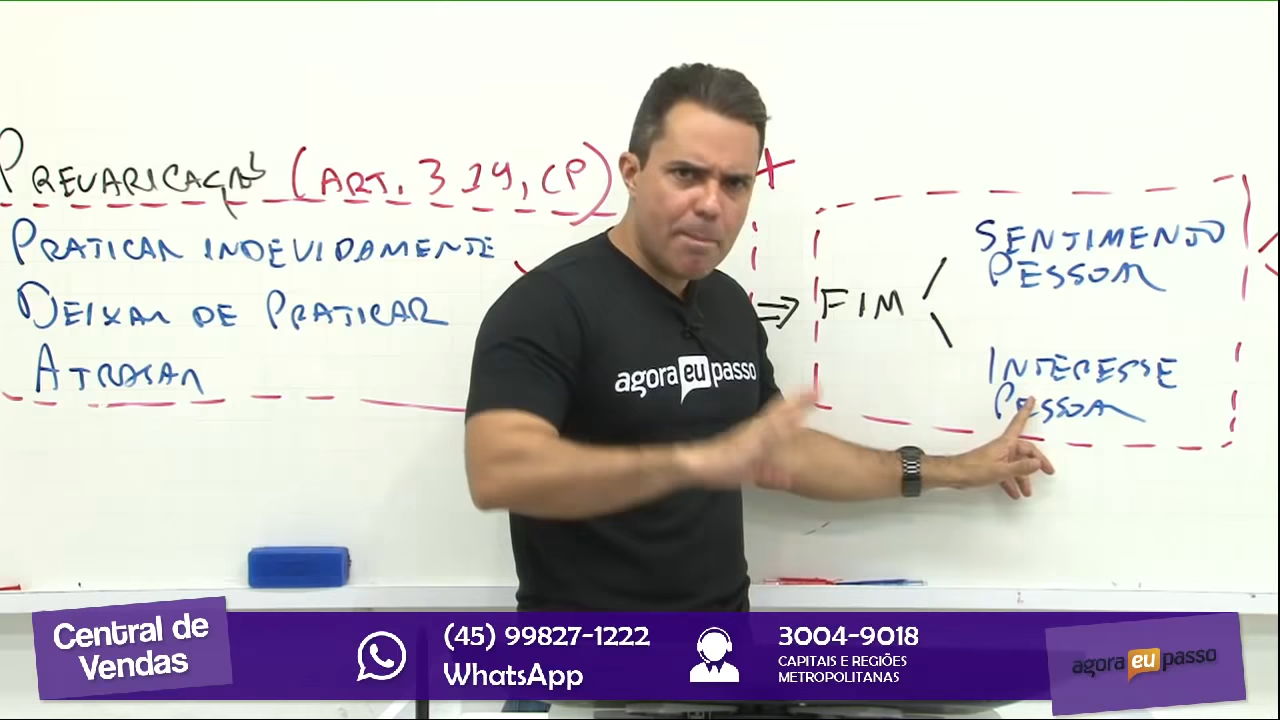 PREVARICAÇÃO (ART. 319, CP)
PRATICAR INDEVIDAMENTE
DEIXAR DE PRATICAR
ATRASAR
FIM
SENTIMENTO
PESSOAL
INTERESSE
PESSOAL
agora eu passo
Central de
Vendas
(45) 99827-1222
WhatsApp
3004-9018
CAPITAIS E REGIÕES
METROPOLITANAS
agora eu passo